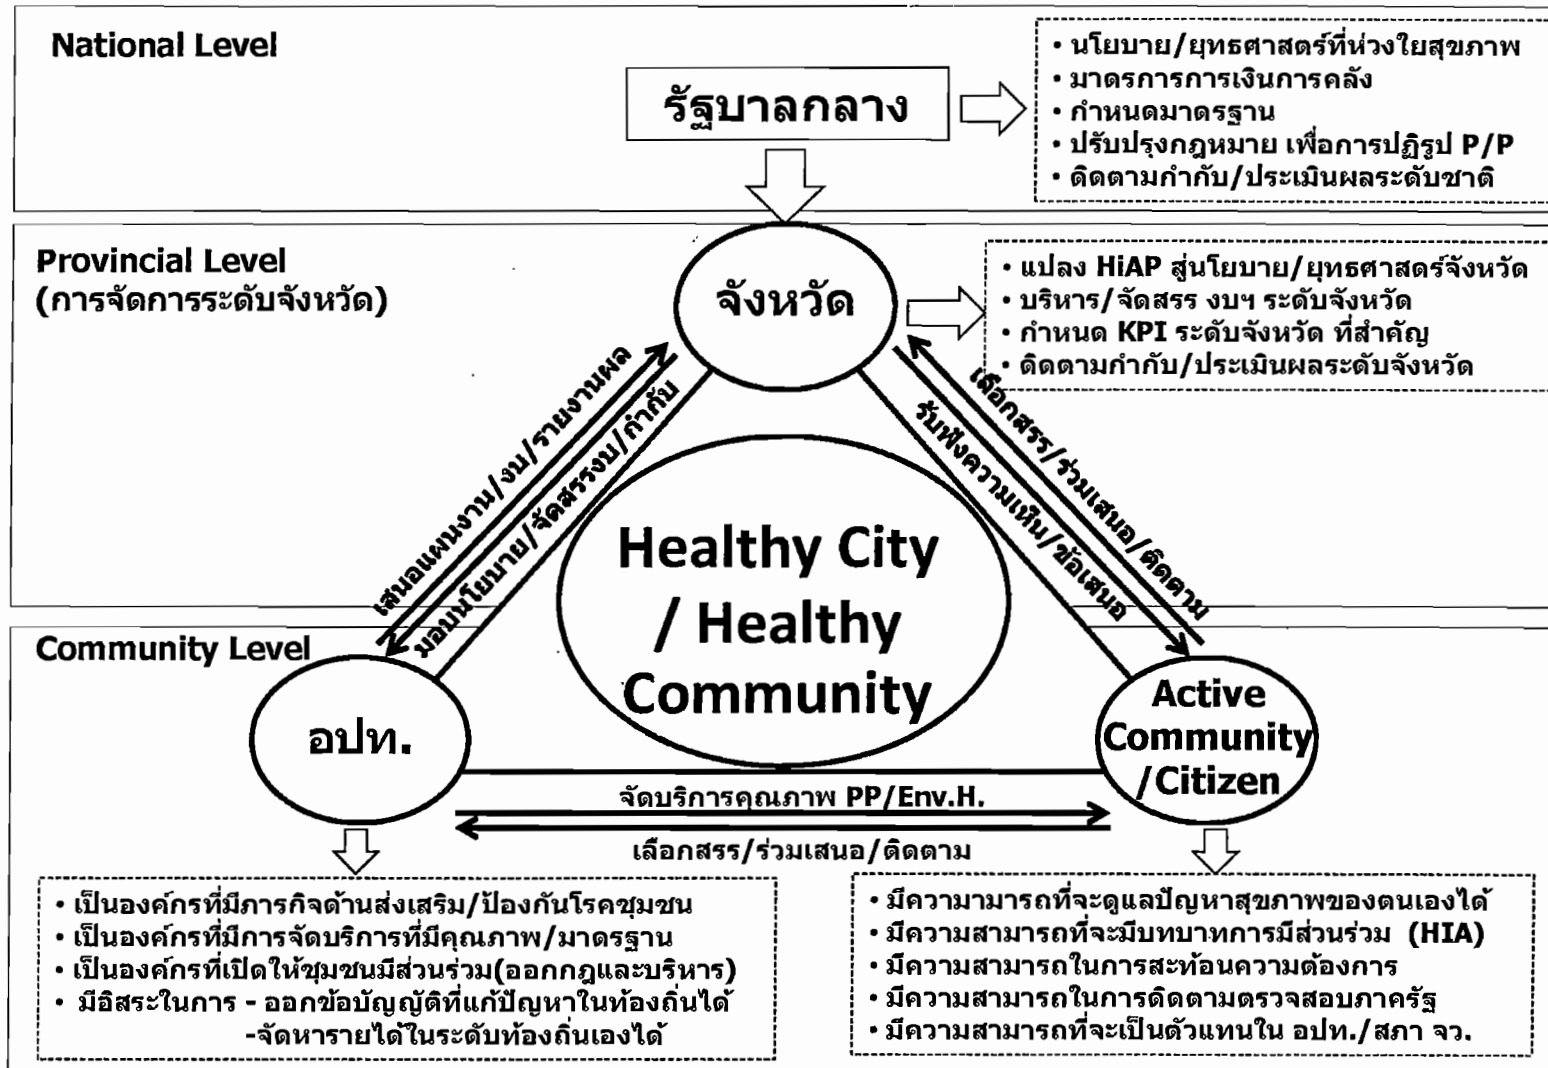 National Level
รัฐบาลกลาง
• นโยบาย/ยุทธศาสตร์ที่ห่วงใยสุขภาพ
• มาตรการการเงินการคลัง
• กำหนดมาตรฐาน
• ปรับปรุงกฎหมาย เพื่อการปฏิรูป P/P
• ติดตามกำกับ/ประเมินผลระดับชาติ
Provincial Level
(การจัดการระดับจังหวัด)
จังหวัด
• แปลง HiAP สู่นโยบาย/ยุทธศาสตร์จังหวัด
• บริหาร/จัดสรร งบฯ ระดับจังหวัด
• กำหนด KPI ระดับจังหวัด ที่สำคัญ
• ติดตามกำกับ/ประเมินผลระดับจังหวัด
เสนอแผนงาน/งบ/รายงานผล
มอบนโยบาย/จัดสรรงบ/กำกับ
รับฟังความเห็น/ข้อเสนอ
เลือกสรร/ร่วมเสนอ/ติดตาม
Healthy City
/ Healthy
Community
Community Level
อปท.
Active
Community
/Citizen
จัดบริการคุณภาพ PP/Env.H.
เลือกสรร/ร่วมเสนอ/ติดตาม
• เป็นองค์กรที่มีภารกิจด้านส่งเสริม/ป้องกันโรคชุมชน
• เป็นองค์กรที่มีการจัดบริการที่มีคุณภาพ/มาตรฐาน
• เป็นองค์กรที่เปิดให้ชุมชนมีส่วนร่วม(ออกกฎและบริหาร)
• มีอิสระในการ - ออกข้อบัญญัติที่แก้ปัญหาในท้องถิ่นได้
-จัดหารายได้ในระดับท้องถิ่นเองได้
• มีความามารถที่จะดูแลปัญหาสุขภาพของตนเองได้
• มีความสามารถที่จะมีบทบาทการมีส่วนร่วม (HIA)
• มีความสามารถในการสะท้อนความต้องการ
• มีความสามารถในการติดตามตรวจสอบภาครัฐ
• มีความสามารถที่จะเป็นตัวแทนใน อปท./สภา จว.